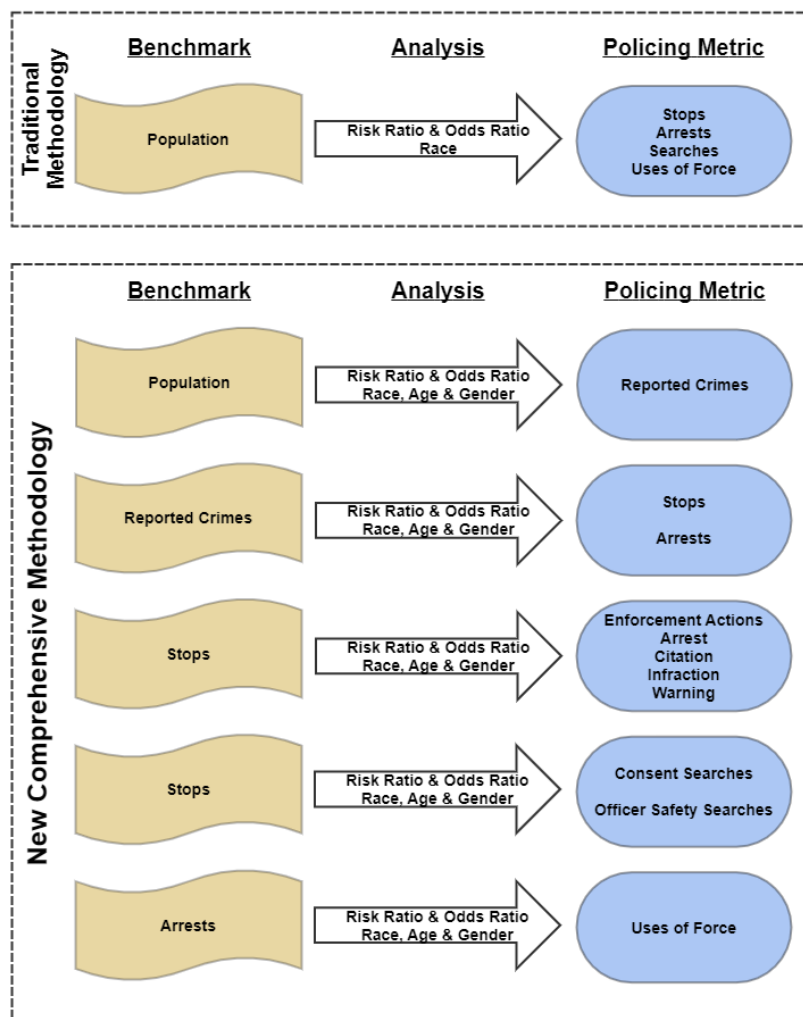 Traditional
Methodology
Benchmark
Analysis
Policing Metric
Population
Risk Ratio & Odds Ratio
Race
Stops
Arrests
Searches
Uses of Force
New Comprehensive Methodology
Benchmark
Analysis
Policing Metric
Population
Risk Ratio & Odds Ratio
Race, Age & Gender
Reported Crimes
Reported Crimes
Risk Ratio & Odds Ratio
Race, Age & Gender
Stops
Arrests
Stops
Risk Ratio & Odds Ratio
Race, Age & Gender
Enforcement Actions
Arrest
Citation
Infraction
Warning
Stops
Risk Ratio & Odds Ratio
Race, Age & Gender
Consent Searches
Officer Safety Searches
Arrests
Risk Ratio & Odds Ratio
Race, Age & Gender
Uses of Force